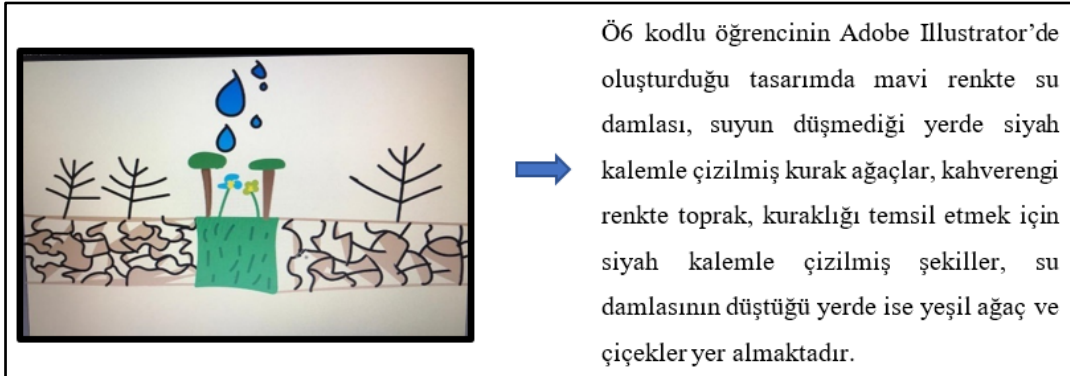 Ö6 kodlu öğrencinin Adobe Illustrator’de
oluşturduğu tasarımda mavi renkte su
damlası, suyun düşmediği yerde siyah
kalemle çizilmiş kurak ağaçlar, kahverengi
renkte toprak, kuraklığı temsil etmek için
siyah kalemle çizilmiş şekiller, su
damlasının düştüğü yerde ise yeşil ağaç ve
çiçekler yer almaktadır.